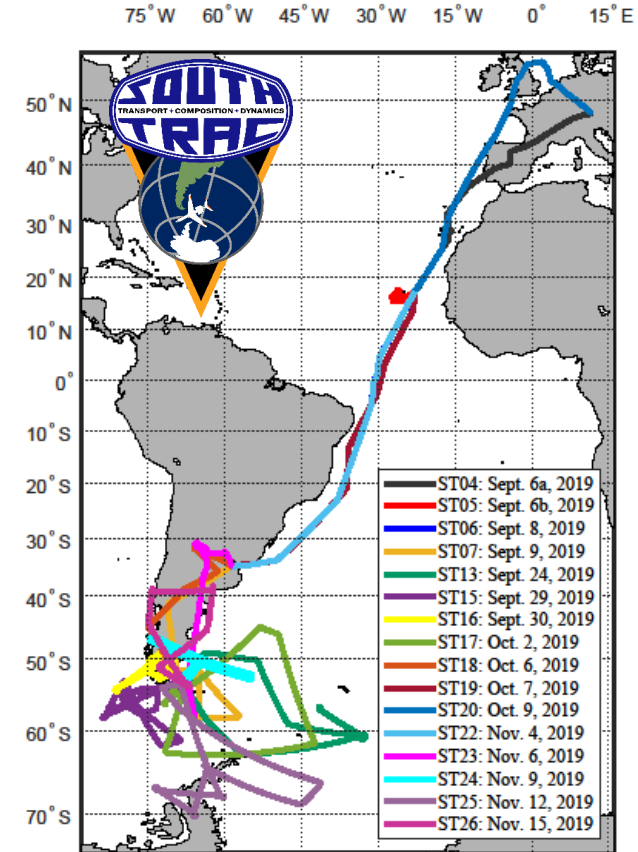 75° W 60° W 45° W 30° W 15° W 0° 15° E
50° N
40° N
30° N
20° N
10° N
0°
10° S
20° S
30° S
40° S
50° S
60° S
70° S
SOUTH
TRANSPORT • COMPOSITION • DYNAMICS
TRAC
ST04: Sept. 6a, 2019
ST05: Sept. 6b, 2019
ST06: Sept. 8, 2019
ST07: Sept. 9, 2019
ST13: Sept. 24, 2019
ST15: Sept. 29, 2019
ST16: Sept. 30, 2019
ST17: Oct. 2, 2019
ST18: Oct. 6, 2019
ST19: Oct. 7, 2019
ST20: Oct. 9, 2019
ST22: Nov. 4, 2019
ST23: Nov. 6, 2019
ST24: Nov. 9, 2019
ST25: Nov. 12, 2019
ST26: Nov. 15, 2019